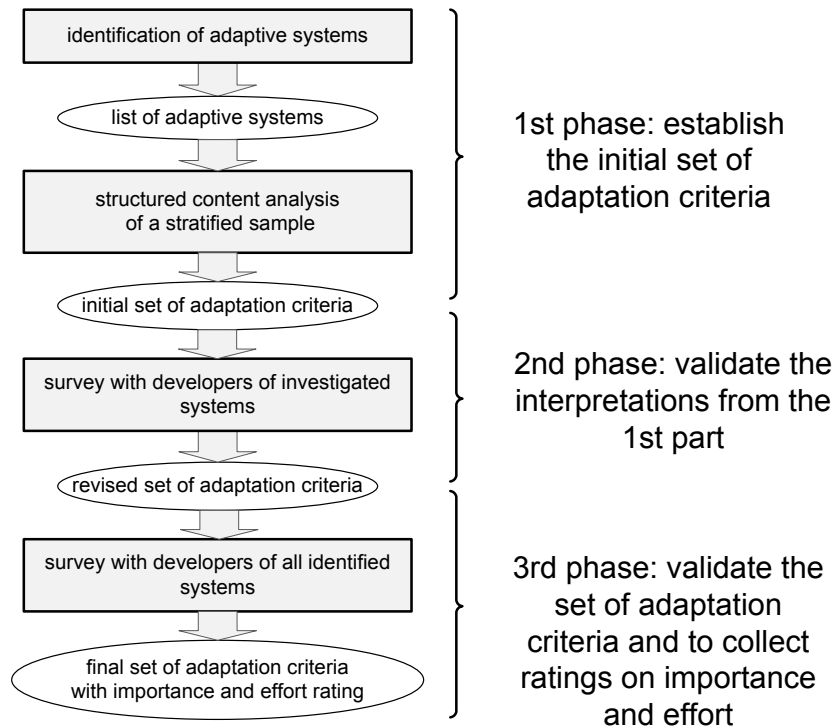 identification of adaptive systems
list of adaptive systems
structured content analysis
of a stratified sample
initial set of adaptation criteria
1st phase: establish
the initial set of
adaptation criteria
survey with developers of investigated
systems
revised set of adaptation criteria
2nd phase: validate the
interpretations from the
1st part
survey with developers of all identified
systems
final set of adaptation criteria
with importance and effort rating
3rd phase: validate the
set of adaptation
criteria and to collect
ratings on importance
and effort